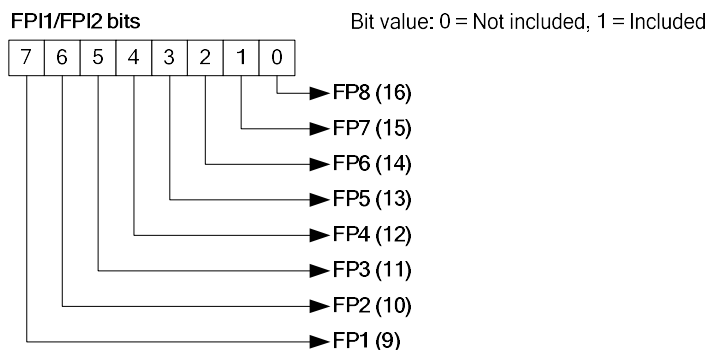 FPI1/FPI2 bits
Bit value: 0 = Not included, 1 = Included
7 6 5 4 3 2 1 0
FP8 (16)
FP7 (15)
FP6 (14)
FP5 (13)
FP4 (12)
FP3 (11)
FP2 (10)
FP1 (9)